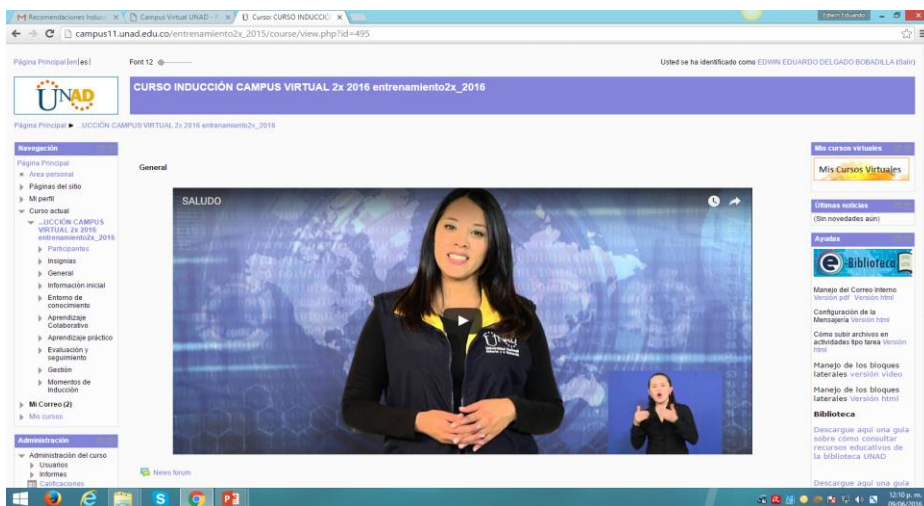 Recomendaciones Inducc
Campus Virtual UNAD - F
Curso: CURSO INDUCCIÓ
Edwin Eduardo
campus11.unad.edu.co/entrenamiento2x_2015/course/view.php?id=495
Página Principal|en|es|
Font 12
Usted se ha identificado como EDWIN EDUARDO DELGADO BOBADILLA (Salir)
UNAD
CURSO INDUCCIÓN CAMPUS VIRTUAL 2x 2016 entrenamiento2x_2016
Página Principal ► ...UCCIÓN CAMPUS VIRTUAL 2x 2016 entrenamiento2x_2016
Navegación
Página Principal
Área personal
Páginas del sitio
Mi perfil
Curso actual
...UCCIÓN CAMPUS
VIRTUAL 2x 2016
entrenamiento2x_2016
Participantes
Insignias
General
Información inicial
Entorno de
conocimiento
Aprendizaje
Colaborativo
Aprendizaje práctico
Evaluación y
seguimiento
Gestión
Momentos de
Inducción
Mi Correo (2)
Mis cursos
Administración
Administración del curso
Usuarios
Informes
Calificaciones
General
SALUDO
UNAD
News forum
Mis cursos virtuales
Mis Cursos Virtuales
Últimas noticias
(Sin novedades aún)
Ayudas
e-Biblioteca
Manejo del Correo Interno
Versión pdf Versión html
Configuración de la
Mensajería Versión html
Cómo subir archivos en
actividades tipo tarea Versión
html
Manejo de los bloques
laterales versión video
Manejo de los bloques
laterales Versión html
Biblioteca
Descargue aquí una guía
sobre cómo consultar
recursos educativos de
la biblioteca UNAD
Descargue aquí una guía
12:10 p. m.
09/06/2016